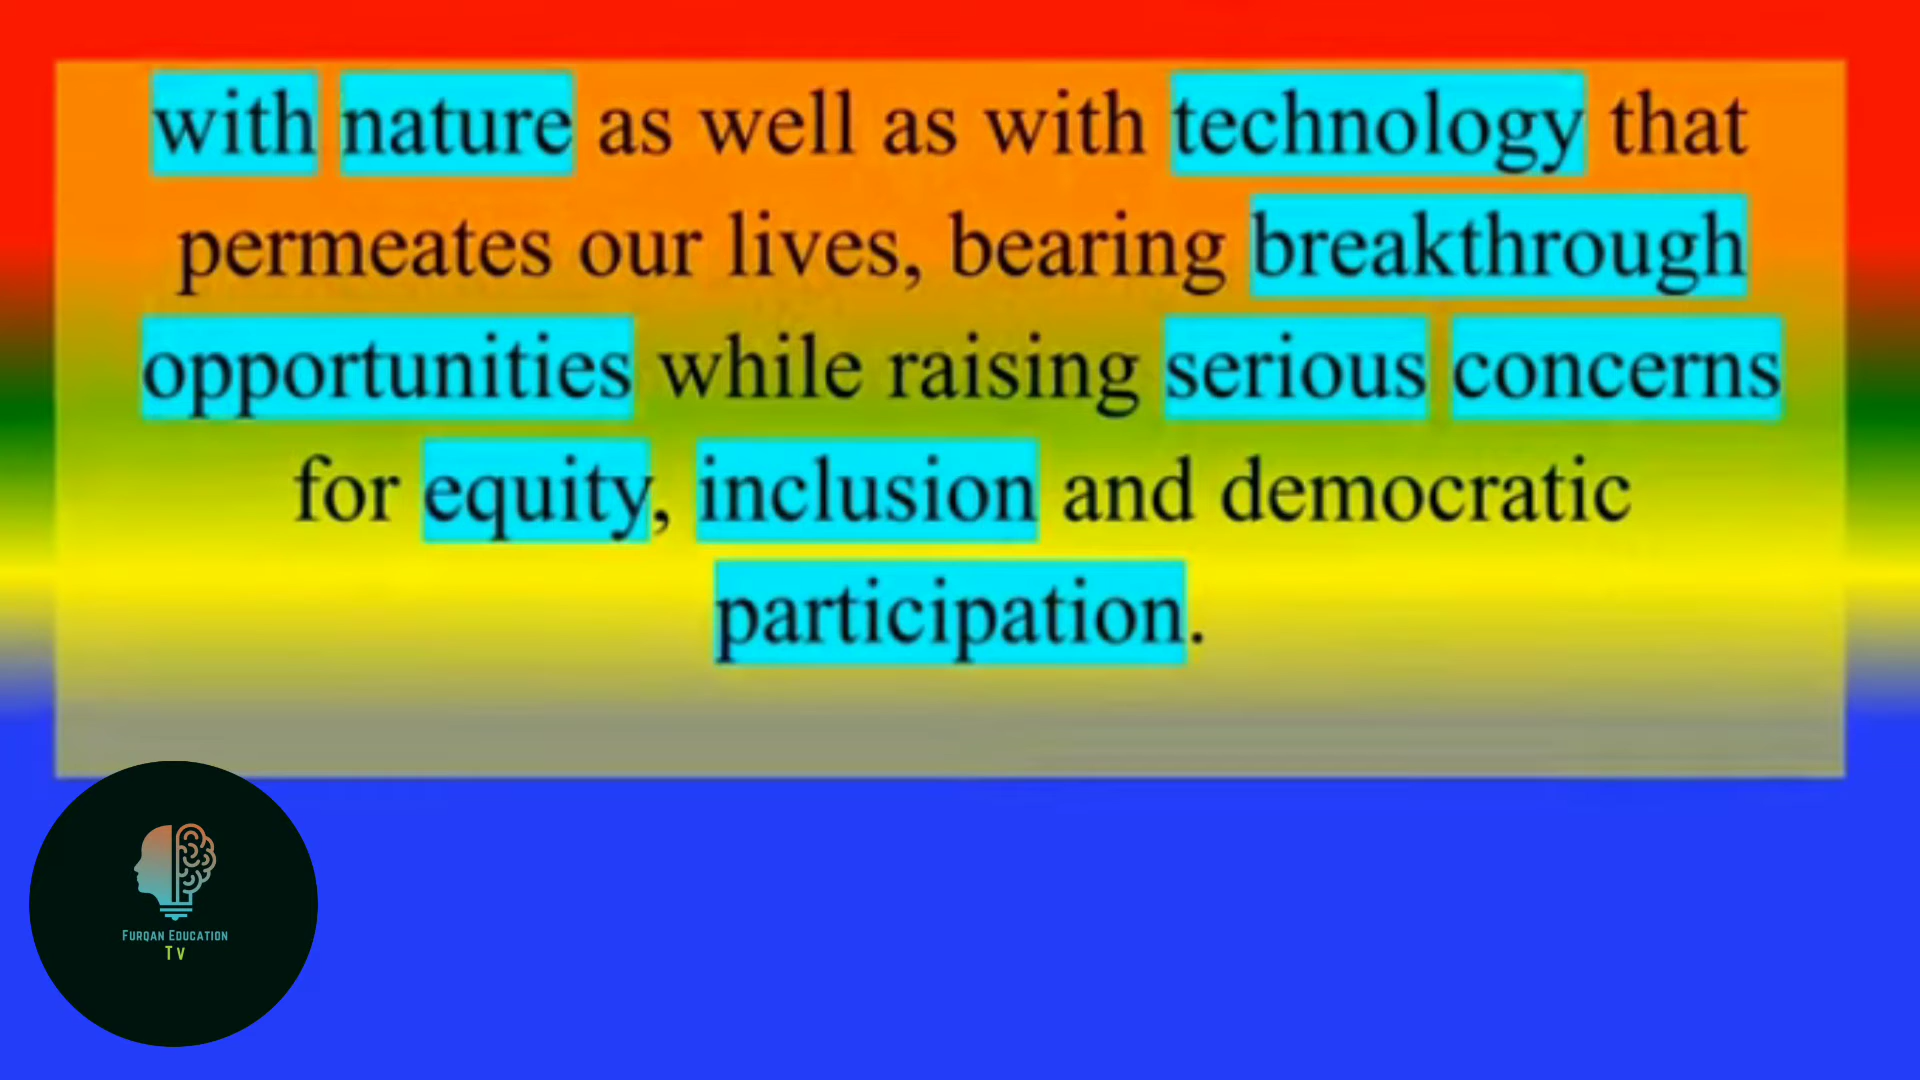 with nature as well as with technology that
permeates our lives, bearing breakthrough
opportunities while raising serious concerns
for equity, inclusion and democratic
participation.
FURQAN EDUCATION
TV